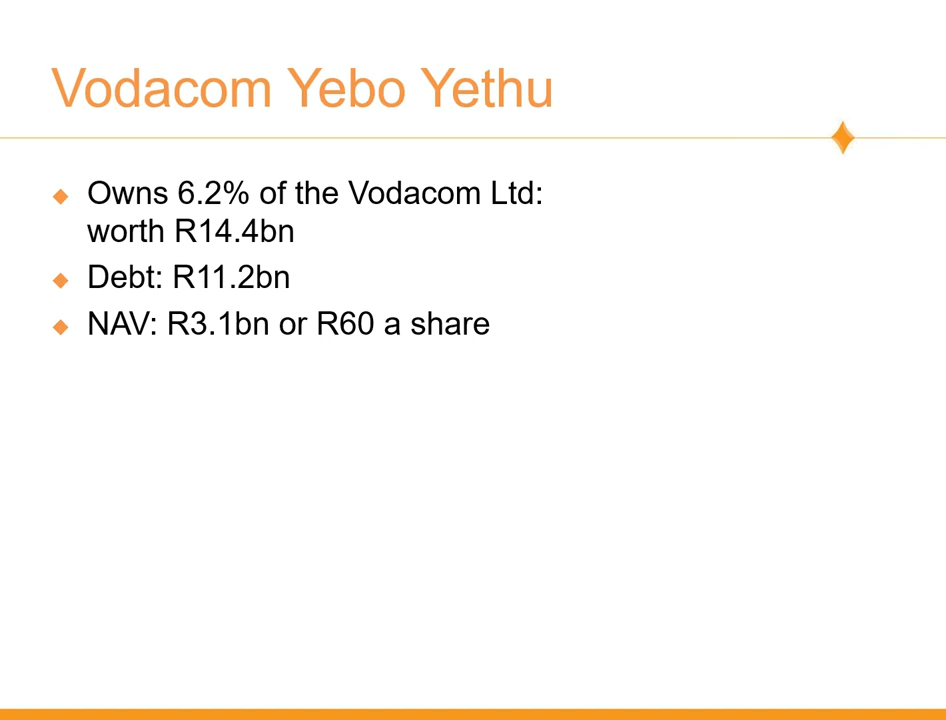 Vodacom Yebo Yethu
Owns 6.2% of the Vodacom Ltd:
worth R14.4bn
Debt: R11.2bn
NAV: R3.1bn or R60 a share